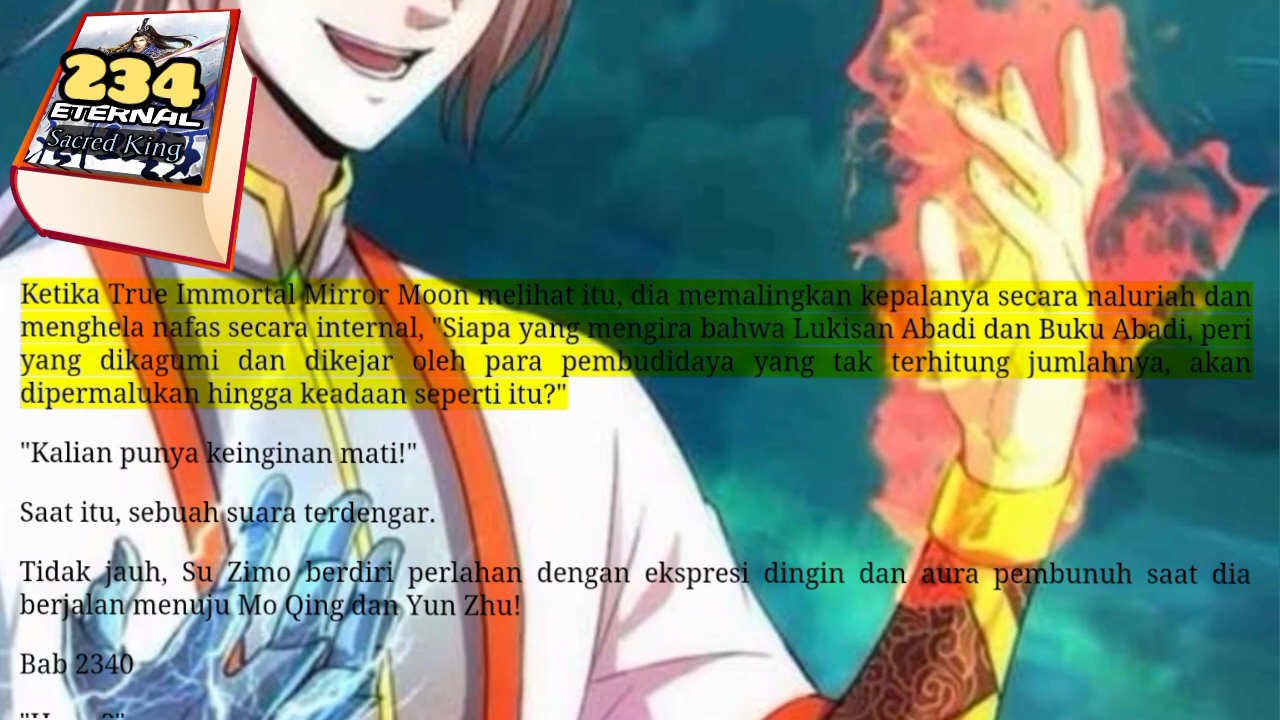 234
ETERNAL
Sacred King
Ketika True Immortal Mirror Moon melihat itu, dia memalingkan kepalanya secara naluriah dan
menghela nafas secara internal, "Siapa yang mengira bahwa Lukisan Abadi dan Buku Abadi, peri
yang dikagumi dan dikejar oleh para pembudidaya yang tak terhitung jumlahnya, akan
dipermalukan hingga keadaan seperti itu?"
"Kalian punya keinginan mati!"
Saat itu, sebuah suara terdengar.
Tidak jauh, Su Zimo berdiri perlahan dengan ekspresi dingin dan aura pembunuh saat dia
berjalan menuju Mo Qing dan Yun Zhu!
Bab 2340